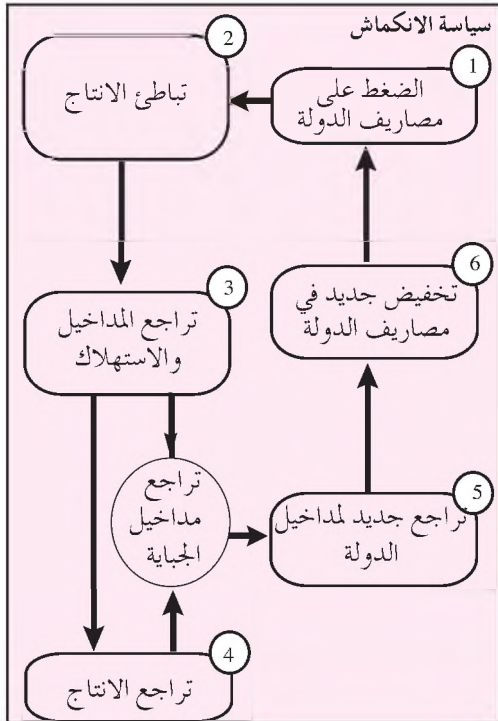 سياسة الانكماش
1
الضغط على
مصاريف الدولة
2
تباطئ الانتاج
3
تراجع المداخيل
والاستهلاك
4
تراجع الانتاج
تراجع
مداخيل
الجباية
5
تراجع جديد لمداخيل
الدولة
6
تخفيض جديد في
مصاريف الدولة